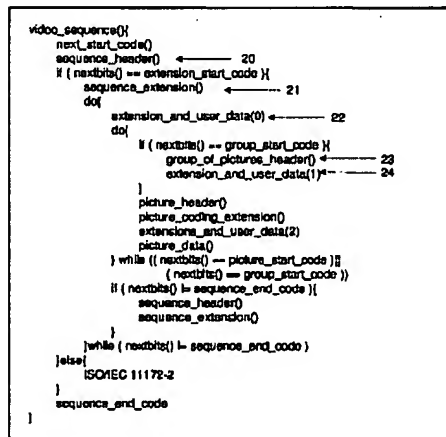 video_sequence(){
next_start_code()
sequence_header() 20
if ( nextbits() == extension_start_code ){
sequence_extension() 21
do{
extension_and_user_data(0) 22
do{
if ( nextbits() == group_start_code ){
group_of_pictures_header() 23
extension_and_user_data(1) 24
}
picture_header()
picture_coding_extension()
extensions_and_user_data(2)
picture_data()
} while (( nextbits() == picture_start_code ) ||
( nextbits() == group_start_code ))
if ( nextbits() != sequence_end_code ){
sequence_header()
sequence_extension()
}
}while ( nextbits() != sequence_end_code )
}else{
ISO/IEC 11172-2
}
sequence_end_code
}